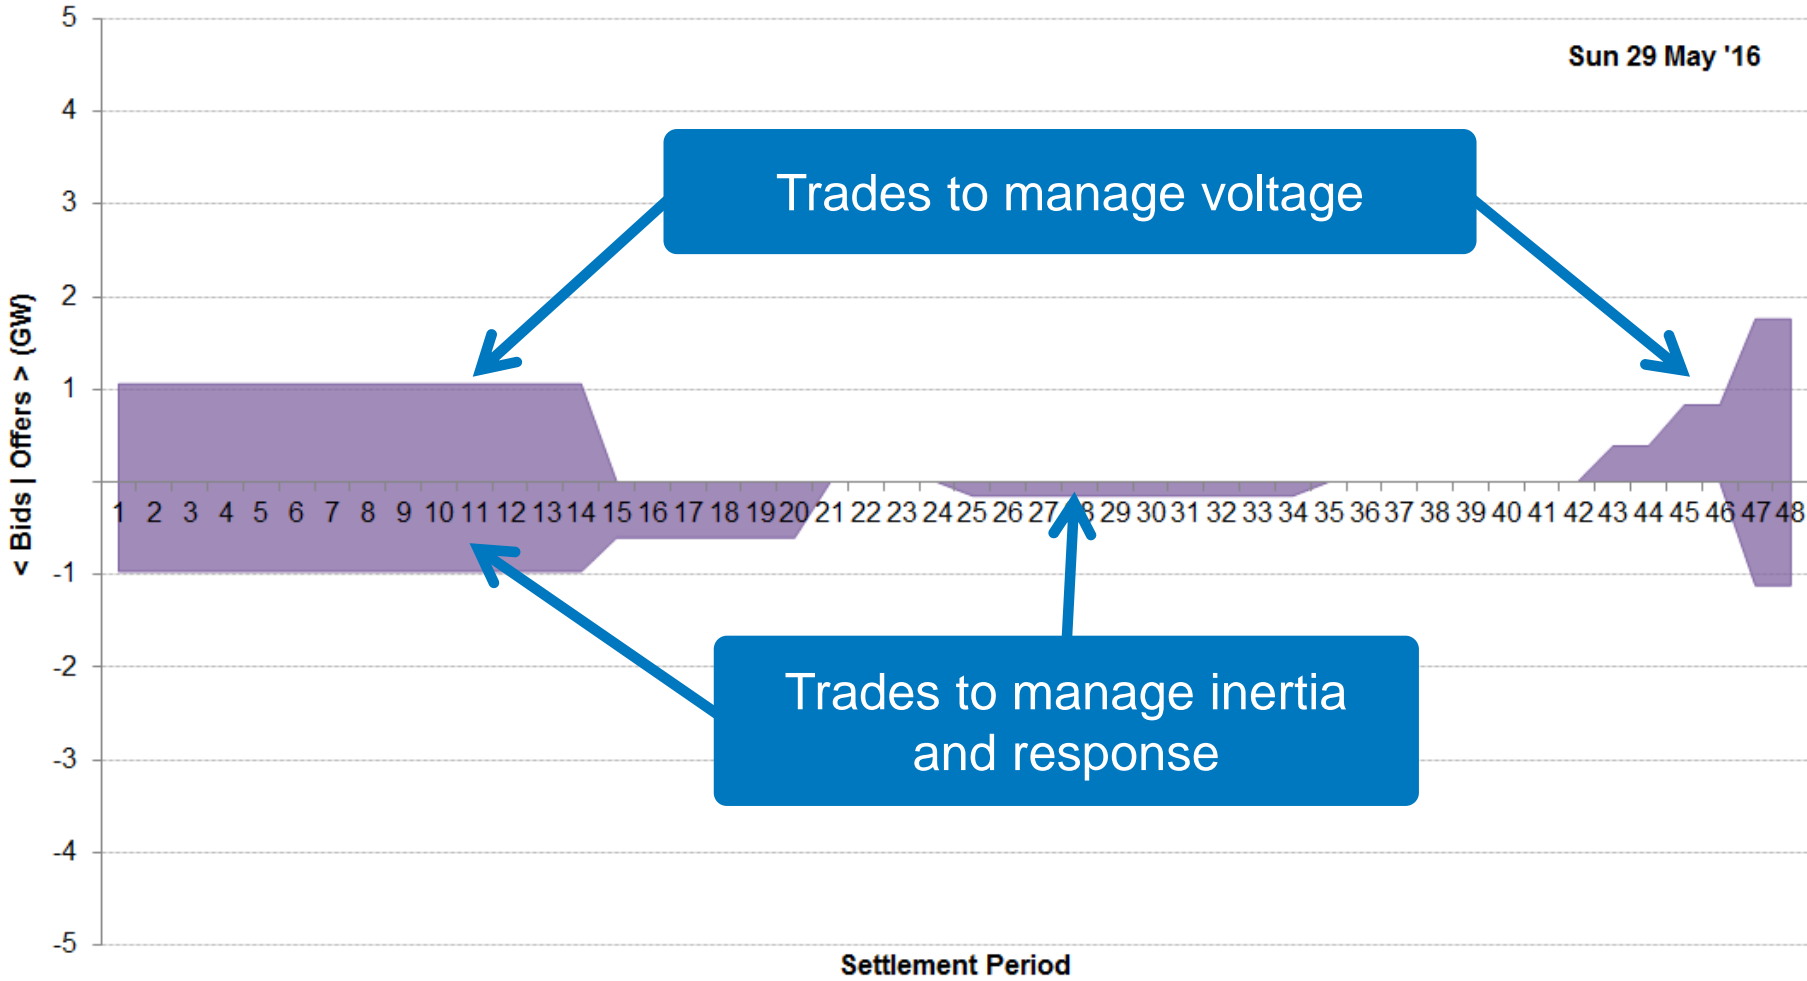 5
Sun 29 May '16
4
Trades to manage voltage
3
2
1
-1
-2
-3
-4
-5
< Bids | Offers > (GW)
1 2 3 4 5 6 7 8 9 10 11 12 13 14 15 16 17 18 19 20 21 22 23 24 25 26 27 28 29 30 31 32 33 34 35 36 37 38 39 40 41 42 43 44 45 46 47 48
Trades to manage inertia
and response
Settlement Period